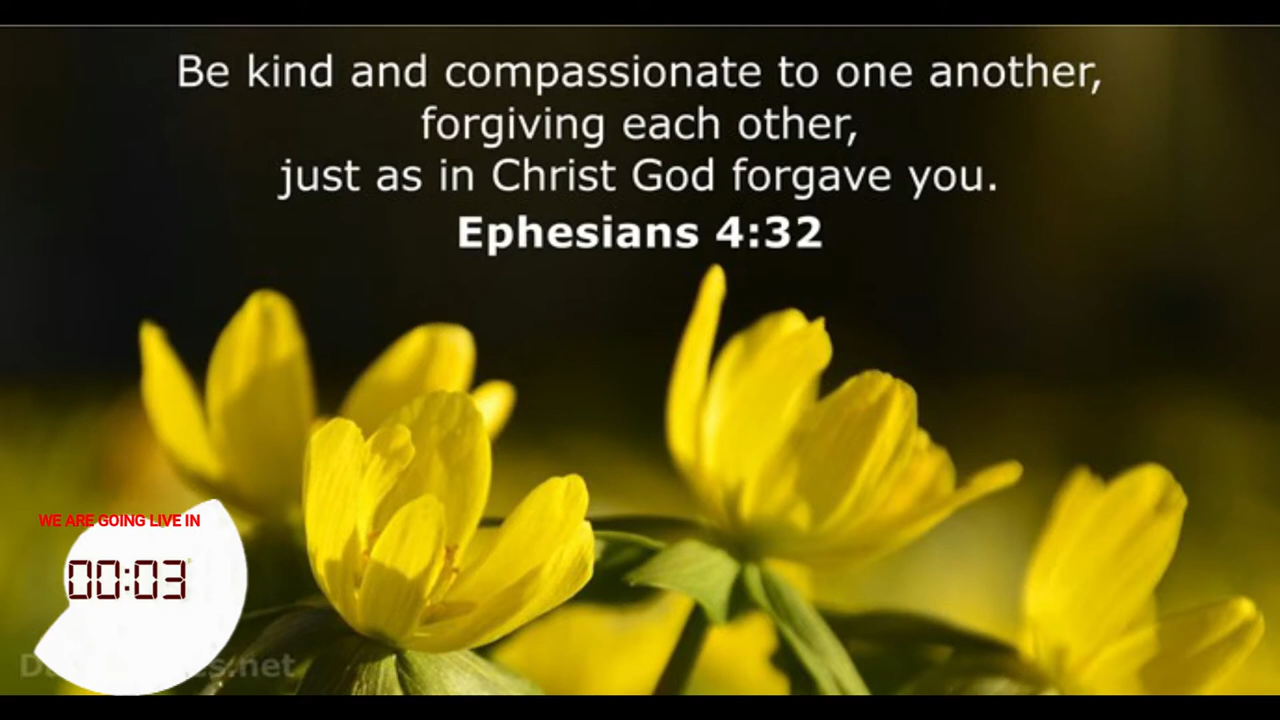 Be kind and compassionate to one another,
forgiving each other,
just as in Christ God forgave you.
Ephesians 4:32
WE ARE GOING LIVE IN
00:03